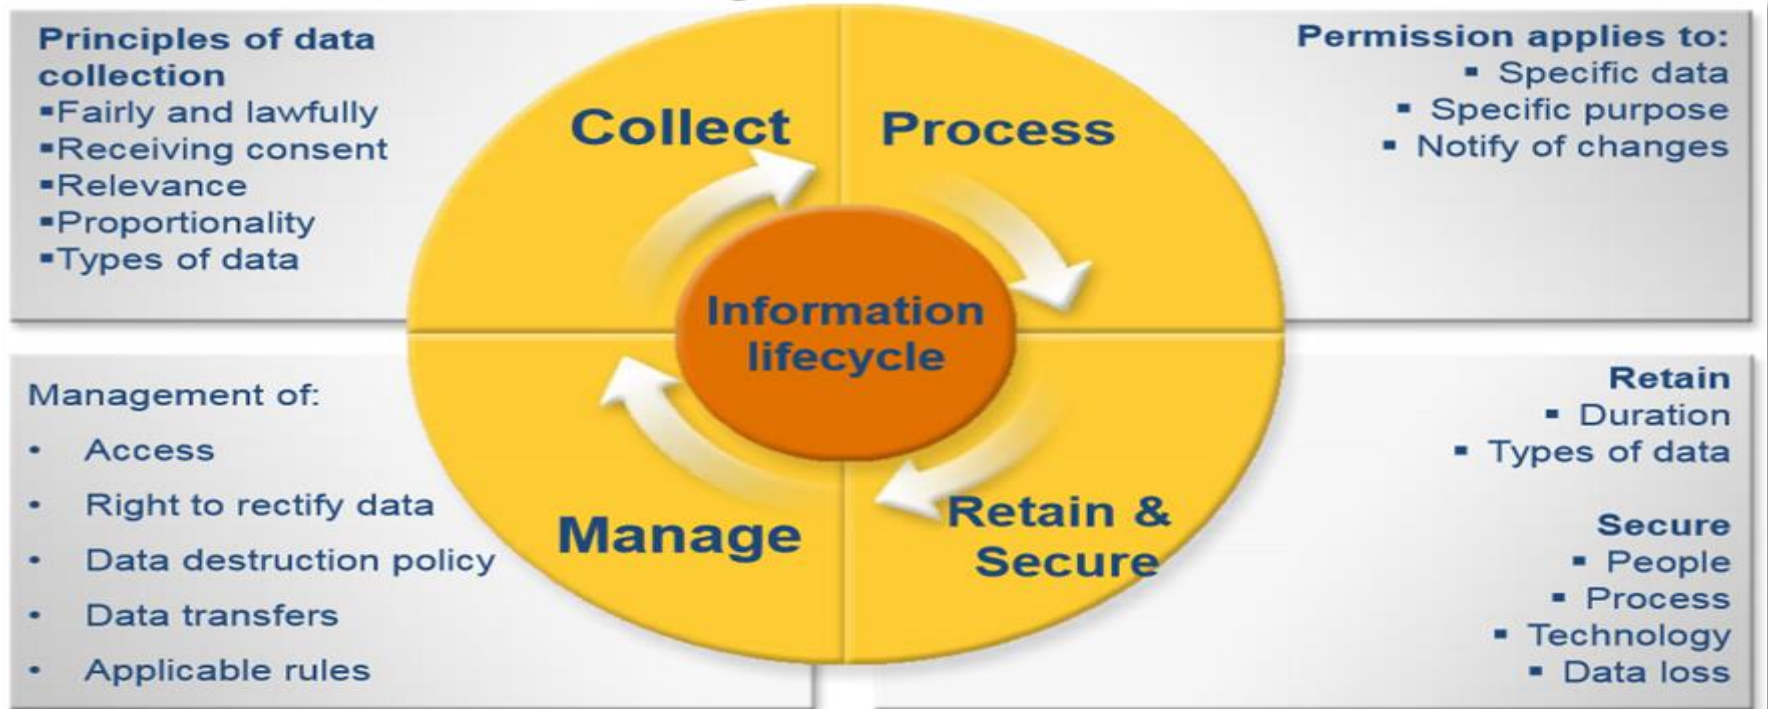 Principles of data
collection
▪Fairly and lawfully
▪Receiving consent
▪Relevance
▪Proportionality
▪Types of data
Collect
Process
Permission applies to:
▪ Specific data
▪ Specific purpose
▪ Notify of changes
Information
lifecycle
Management of:
• Access
• Right to rectify data
• Data destruction policy
• Data transfers
• Applicable rules
Manage
Retain &
Secure
Retain
▪ Duration
▪ Types of data
Secure
▪ People
▪ Process
▪ Technology
▪ Data loss